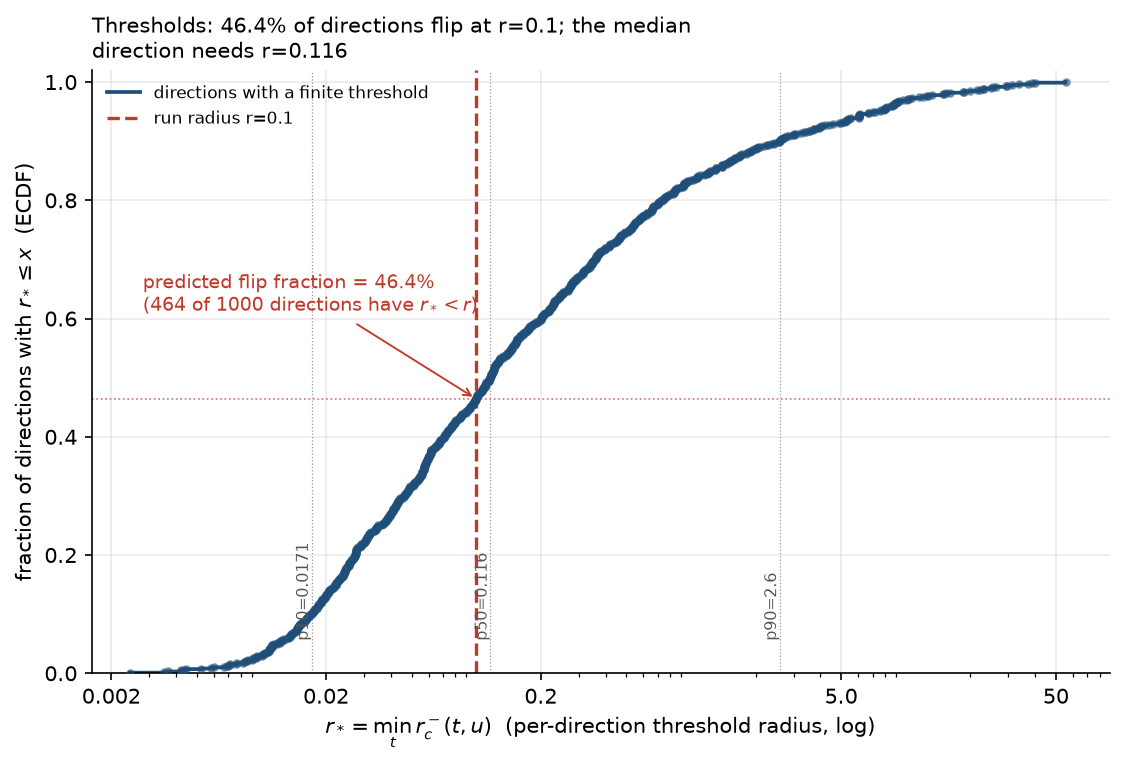 Thresholds: 46.4% of directions flip at r=0.1; the median
direction needs r=0.116
directions with a finite threshold
run radius r=0.1
predicted flip fraction = 46.4%
(464 of 1000 directions have r* < r)
fraction of directions with r* ≤ x (ECDF)
1.0
0.8
0.6
0.4
0.2
0.0
p10=0.0171
p50=0.116
p90=2.6
0.002 0.02 0.2 5.0 50
r* = min_t r_c^-(t, u) (per-direction threshold radius, log)